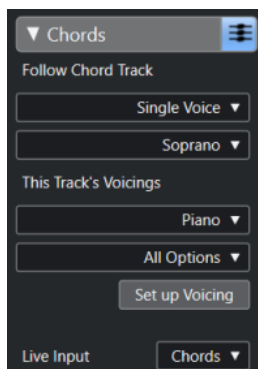 Chords
Follow Chord Track
Single Voice
Soprano
This Track's Voicings
Piano
All Options
Set up Voicing
Live Input Chords